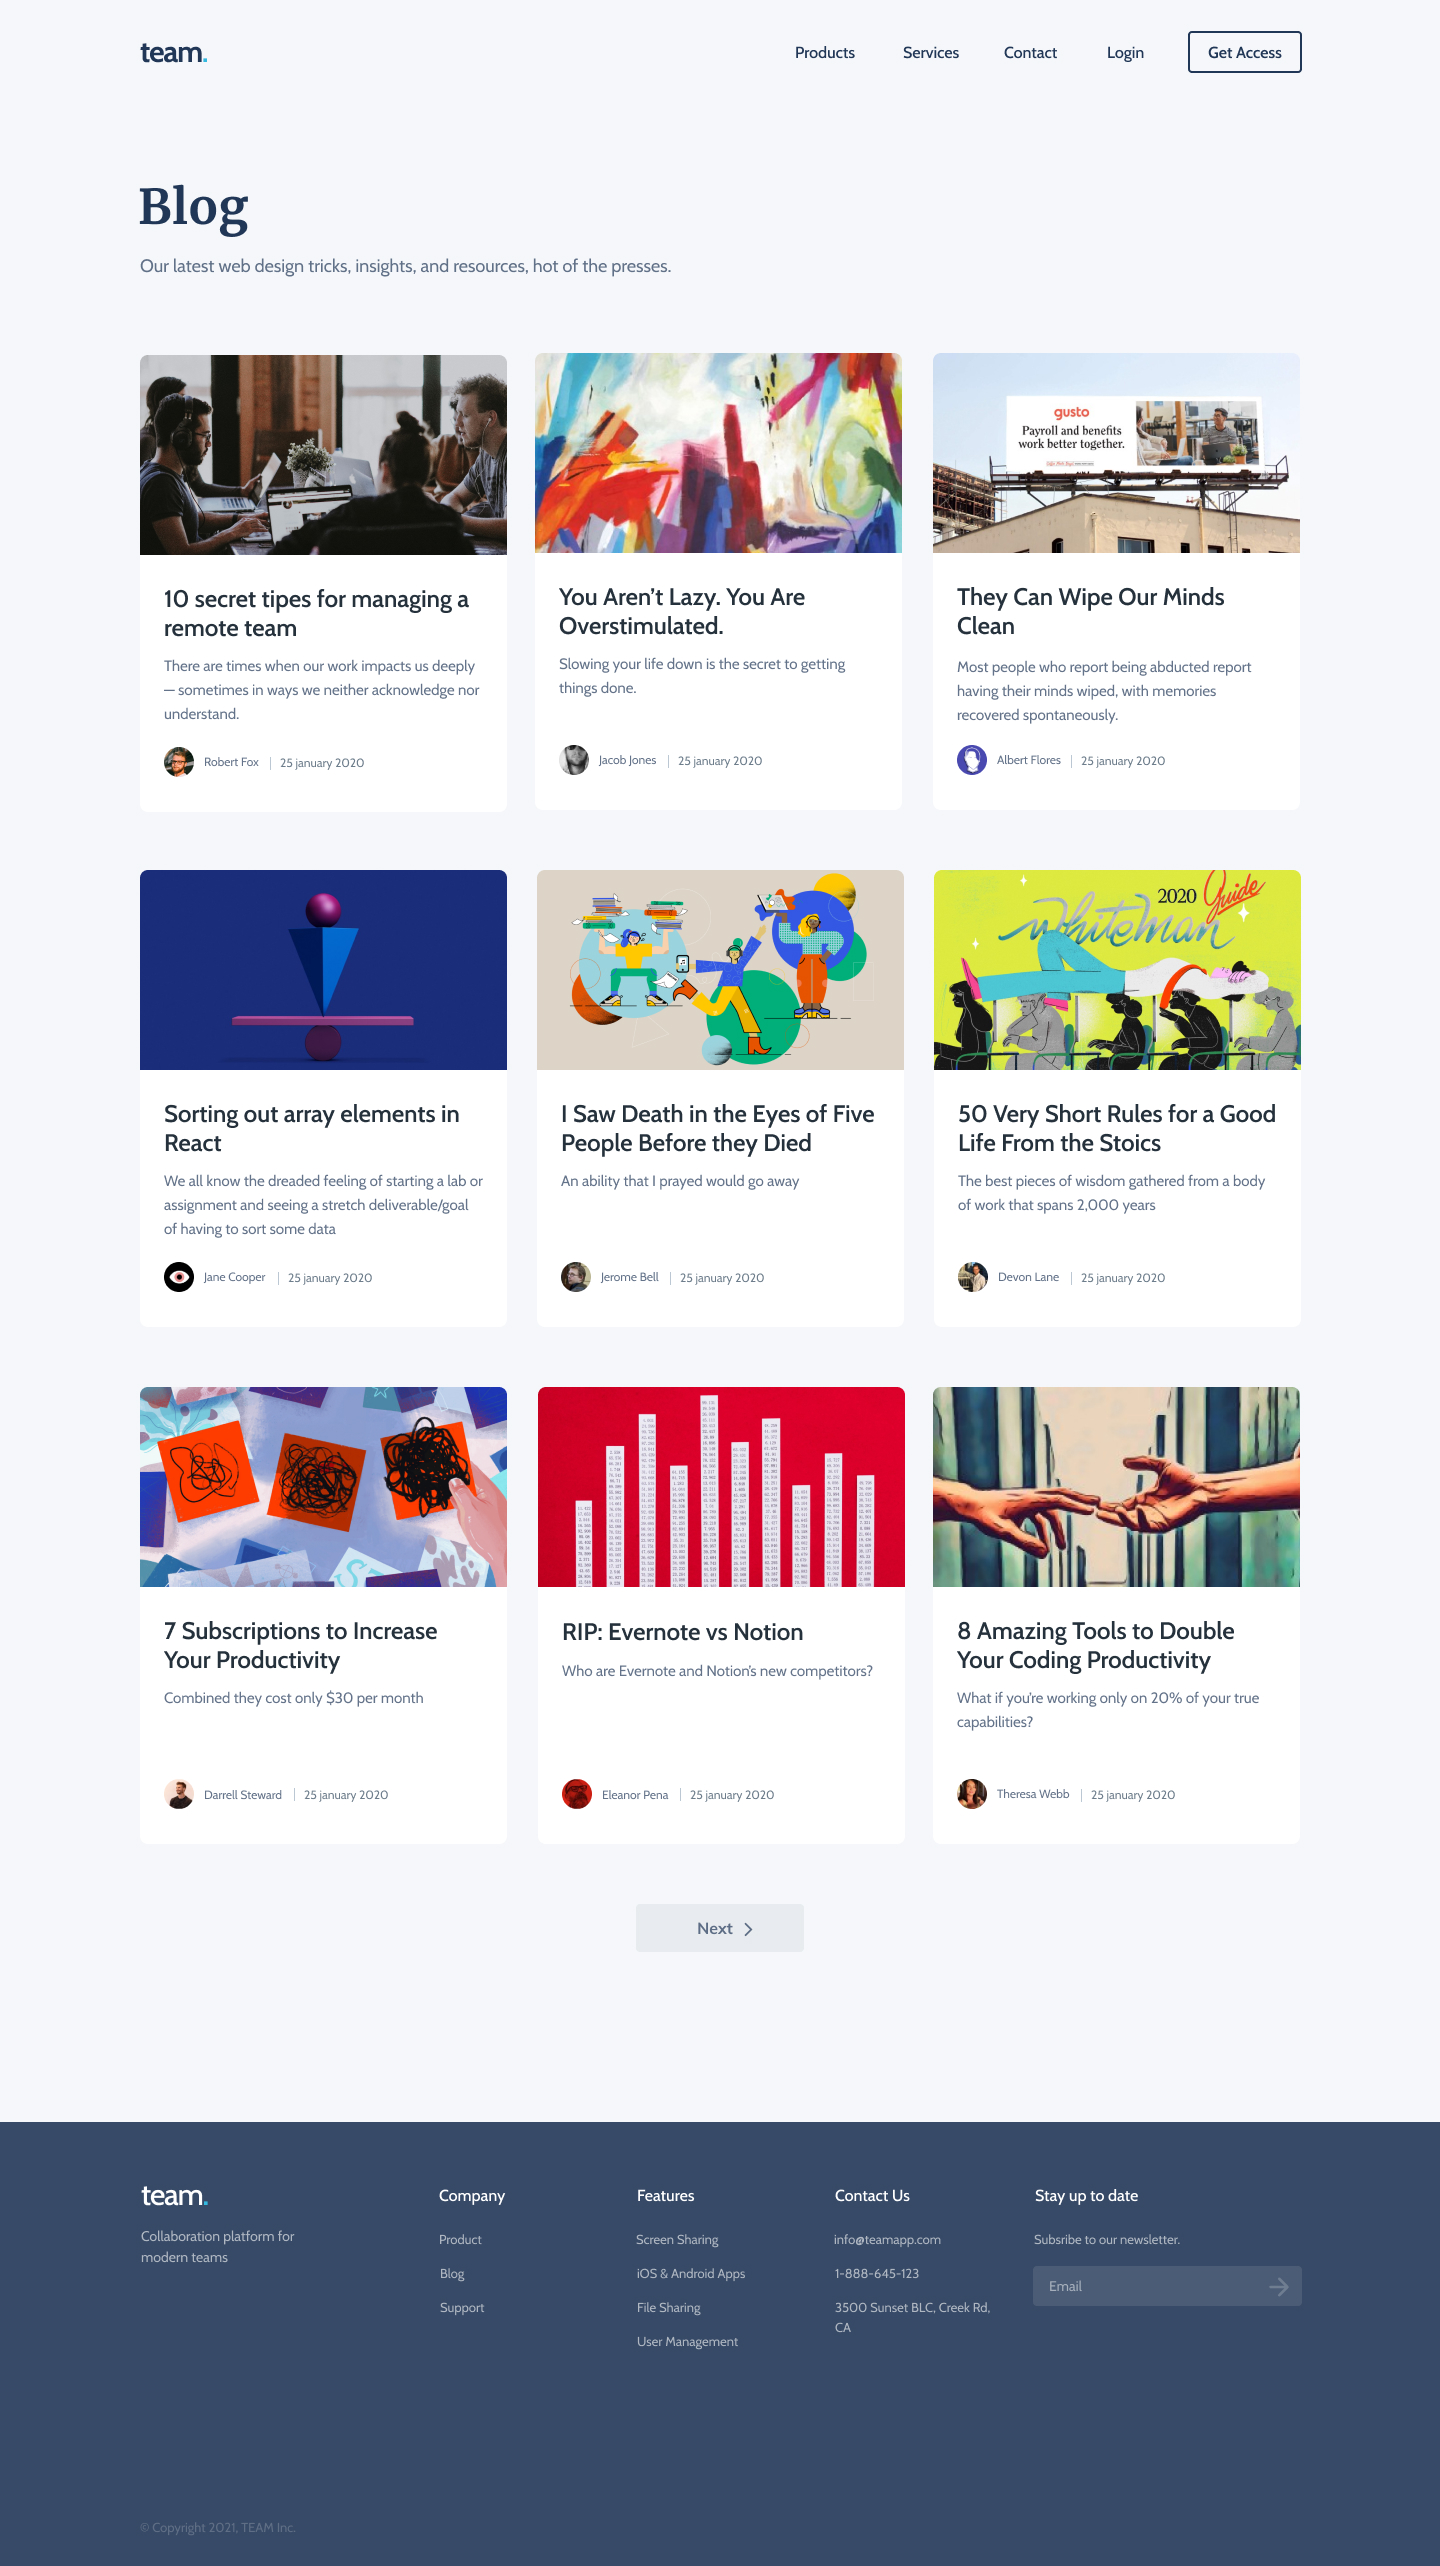 team.
Products
Services
Contact
Login
Get Access
Blog
Our latest web design tricks, insights, and resources, hot of the presses.
10 secret tipes for managing a
remote team
There are times when our work impacts us deeply
— sometimes in ways we neither acknowledge nor
understand.
Robert Fox
25 january 2020
You Aren’t Lazy. You Are
Overstimulated.
Slowing your life down is the secret to getting
things done.
Jacob Jones
25 january 2020
gusto
Payroll and benefits
work better together.
They Can Wipe Our Minds
Clean
Most people who report being abducted report
having their minds wiped, with memories
recovered spontaneously.
Albert Flores
25 january 2020
Sorting out array elements in
React
We all know the dreaded feeling of starting a lab or
assignment and seeing a stretch deliverable/goal
of having to sort some data
Jane Cooper
25 january 2020
I Saw Death in the Eyes of Five
People Before they Died
An ability that I prayed would go away
Jerome Bell
25 january 2020
2020
Guide
Whiteman
50 Very Short Rules for a Good
Life From the Stoics
The best pieces of wisdom gathered from a body
of work that spans 2,000 years
Devon Lane
25 january 2020
7 Subscriptions to Increase
Your Productivity
Combined they cost only $30 per month
Darrell Steward
25 january 2020
RIP: Evernote vs Notion
Who are Evernote and Notion’s new competitors?
Eleanor Pena
25 january 2020
8 Amazing Tools to Double
Your Coding Productivity
What if you’re working only on 20% of your true
capabilities?
Theresa Webb
25 january 2020
Next
team.
Collaboration platform for
modern teams
Company
Product
Blog
Support
Features
Screen Sharing
iOS & Android Apps
File Sharing
User Management
Contact Us
info@teamapp.com
1-888-645-123
3500 Sunset BLC, Creek Rd,
CA
Stay up to date
Subsribe to our newsletter.
Email
© Copyright 2021, TEAM Inc.